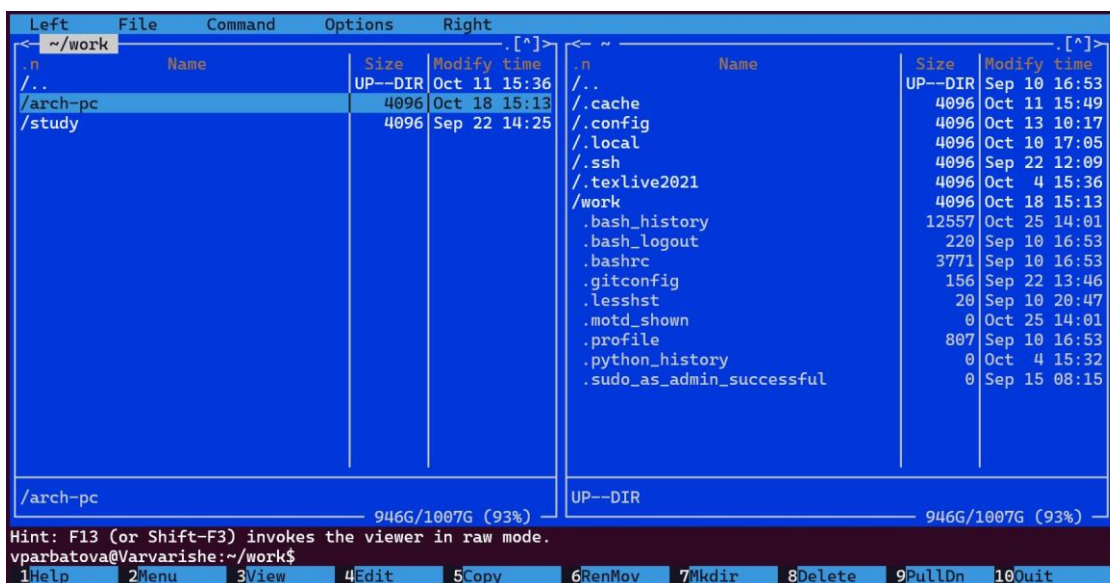 Left File Command Options Right
<— ~/work .[^]> <— ~ .[^]>
.n Name Size Modify time .n Name Size Modify time
/.. UP--DIR Oct 11 15:36 /.. UP--DIR Sep 10 16:53
/arch-pc 4096 Oct 18 15:13 /.cache 4096 Oct 11 15:49
/study 4096 Sep 22 14:25 /.config 4096 Oct 13 10:17
/.local 4096 Oct 10 17:05
/.ssh 4096 Sep 22 12:09
/.texlive2021 4096 Oct 4 15:36
/work 4096 Oct 18 15:13
.bash_history 12557 Oct 25 14:01
.bash_logout 220 Sep 10 16:53
.bashrc 3771 Sep 10 16:53
.gitconfig 156 Sep 22 13:46
.lesshst 20 Sep 10 20:47
.motd_shown 0 Oct 25 14:01
.profile 807 Sep 10 16:53
.python_history 0 Oct 4 15:32
.sudo_as_admin_successful 0 Sep 15 08:15
/arch-pc UP--DIR
946G/1007G (93%) 946G/1007G (93%)
Hint: F13 (or Shift-F3) invokes the viewer in raw mode.
vparbatova@Varvarishe:~/work$
1Help 2Menu 3View 4Edit 5Copy 6RenMov 7Mkdir 8Delete 9PullDn 10Quit